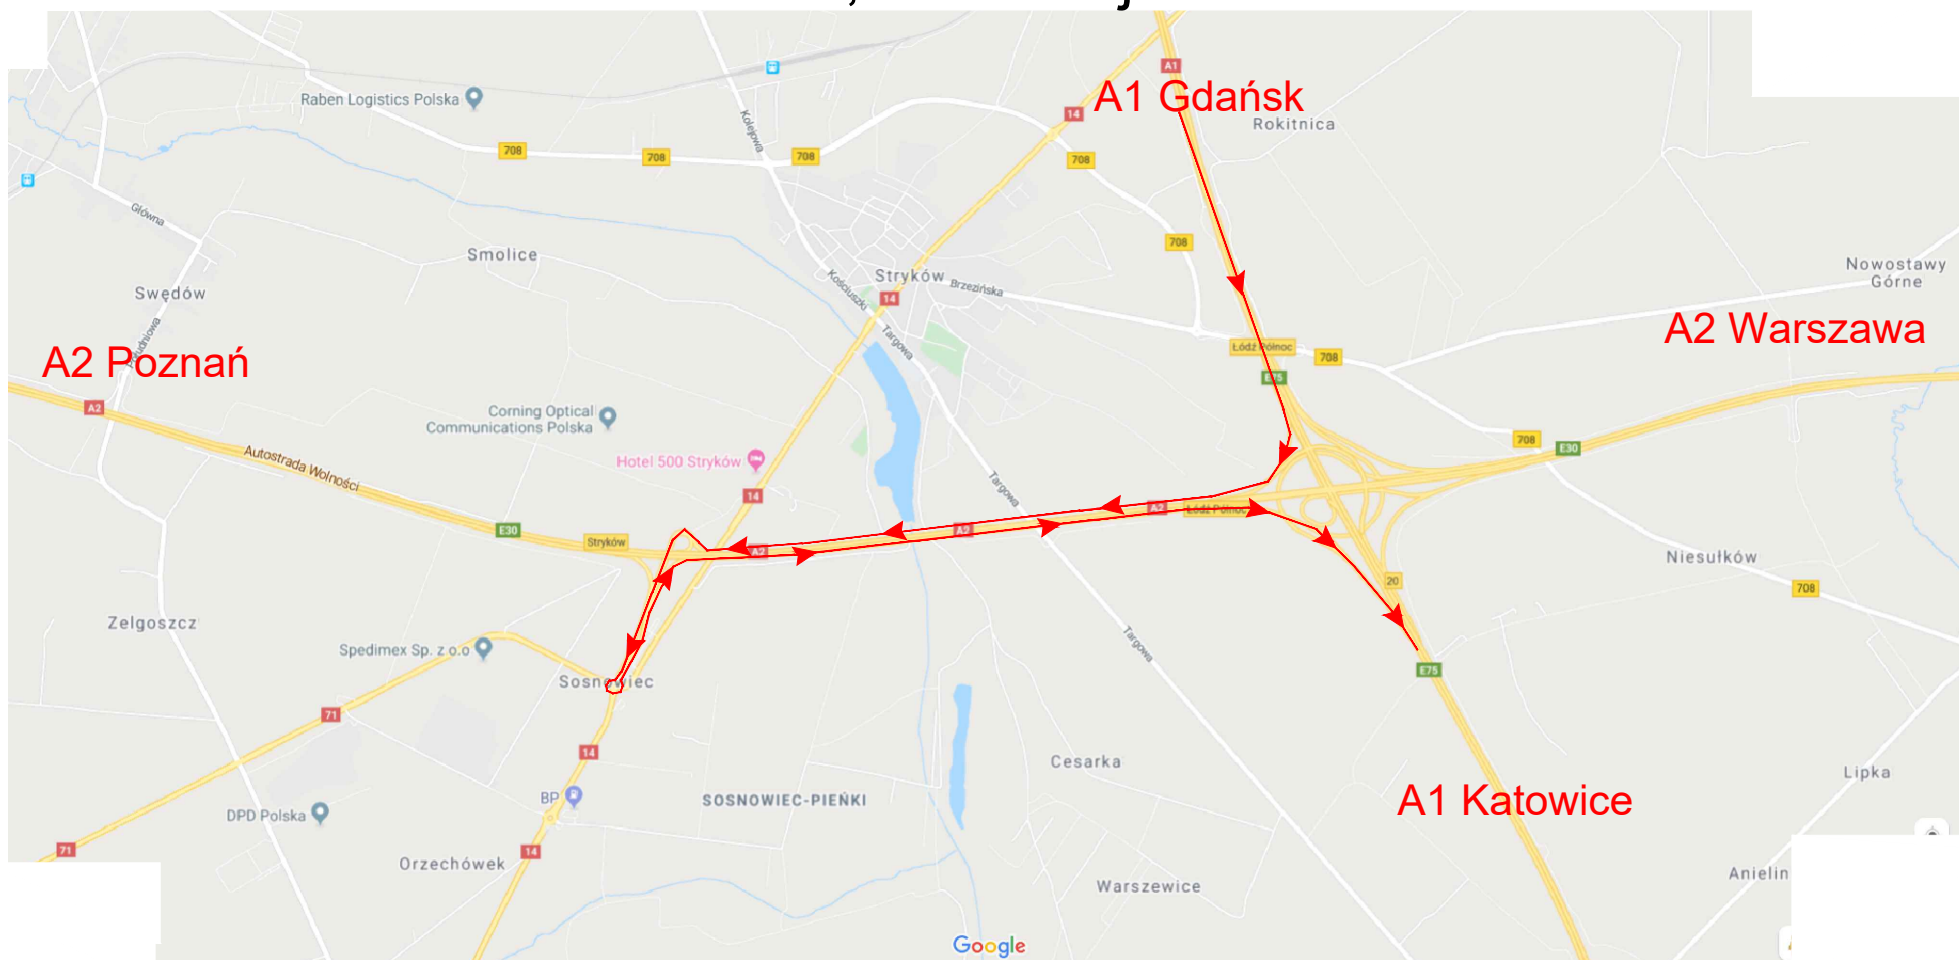 A1
A1 Gdańsk
Raben Logistics Polska
14
Rokitnica
Kolejowa
708
708
708
708
Główna
708
Smolice
Stryków
Nowostawy
Górne
Brzezińska
Kościuszki
Swędów
14
A2 Warszawa
Targowa
Południowa
Łódź Północ
708
A2 Poznań
E75
A2
Corning Optical
Communications Polska
708
E30
Autostrada Wolności
Hotel 500 Stryków
14
Targowa
A2
Łódź Północ
E30
A2
Stryków
A2
Niesułków
20
708
Zelgoszcz
Targowa
Spedimex Sp. z o.o
E75
Sosnowiec
71
14
Cesarka
Lipka
BP
SOSNOWIEC-PIEŃKI
A1 Katowice
DPD Polska
71
14
Orzechówek
Anielin
Warszewice
Google